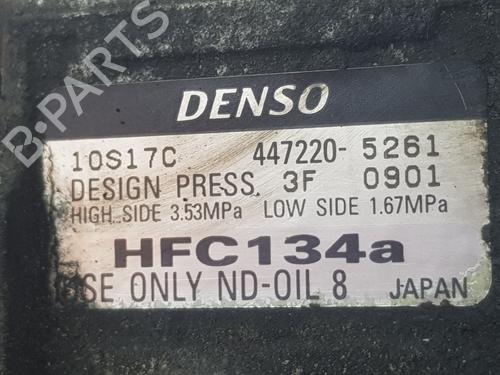 DENSO
10S17C 447220-5261
DESIGN PRESS. 3F 0901
HIGH SIDE 3.53MPa LOW SIDE 1.67MPa
HFC134a
USE ONLY ND-OIL 8 JAPAN
B-PARTS